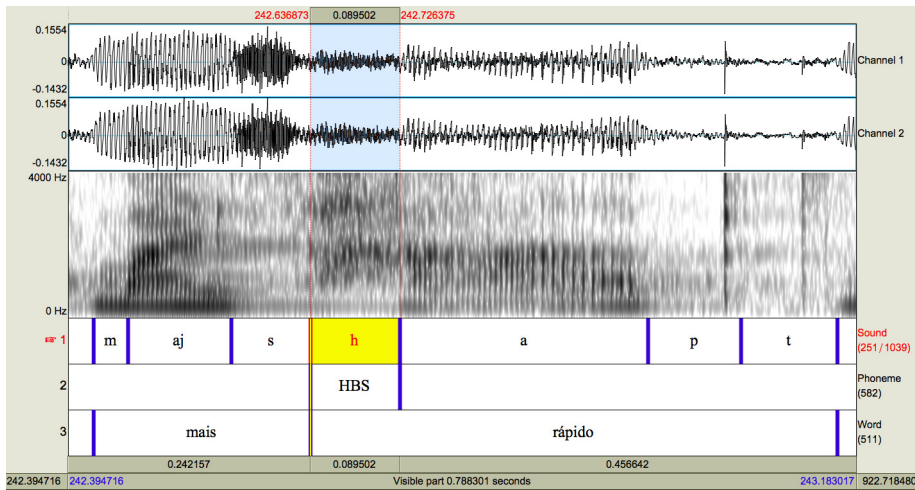 242.636873 0.089502 242.726375
0.1554
0
-0.1432
Channel 1
0.1554
0
-0.1432
Channel 2
4000 Hz
0 Hz
1 m aj s h a p t Sound
(251 / 1039)
2 HBS Phoneme
(582)
3 mais rápido Word
(511)
0.242157 0.089502 0.456642
242.394716 242.394716 Visible part 0.788301 seconds 243.183017 922.718480